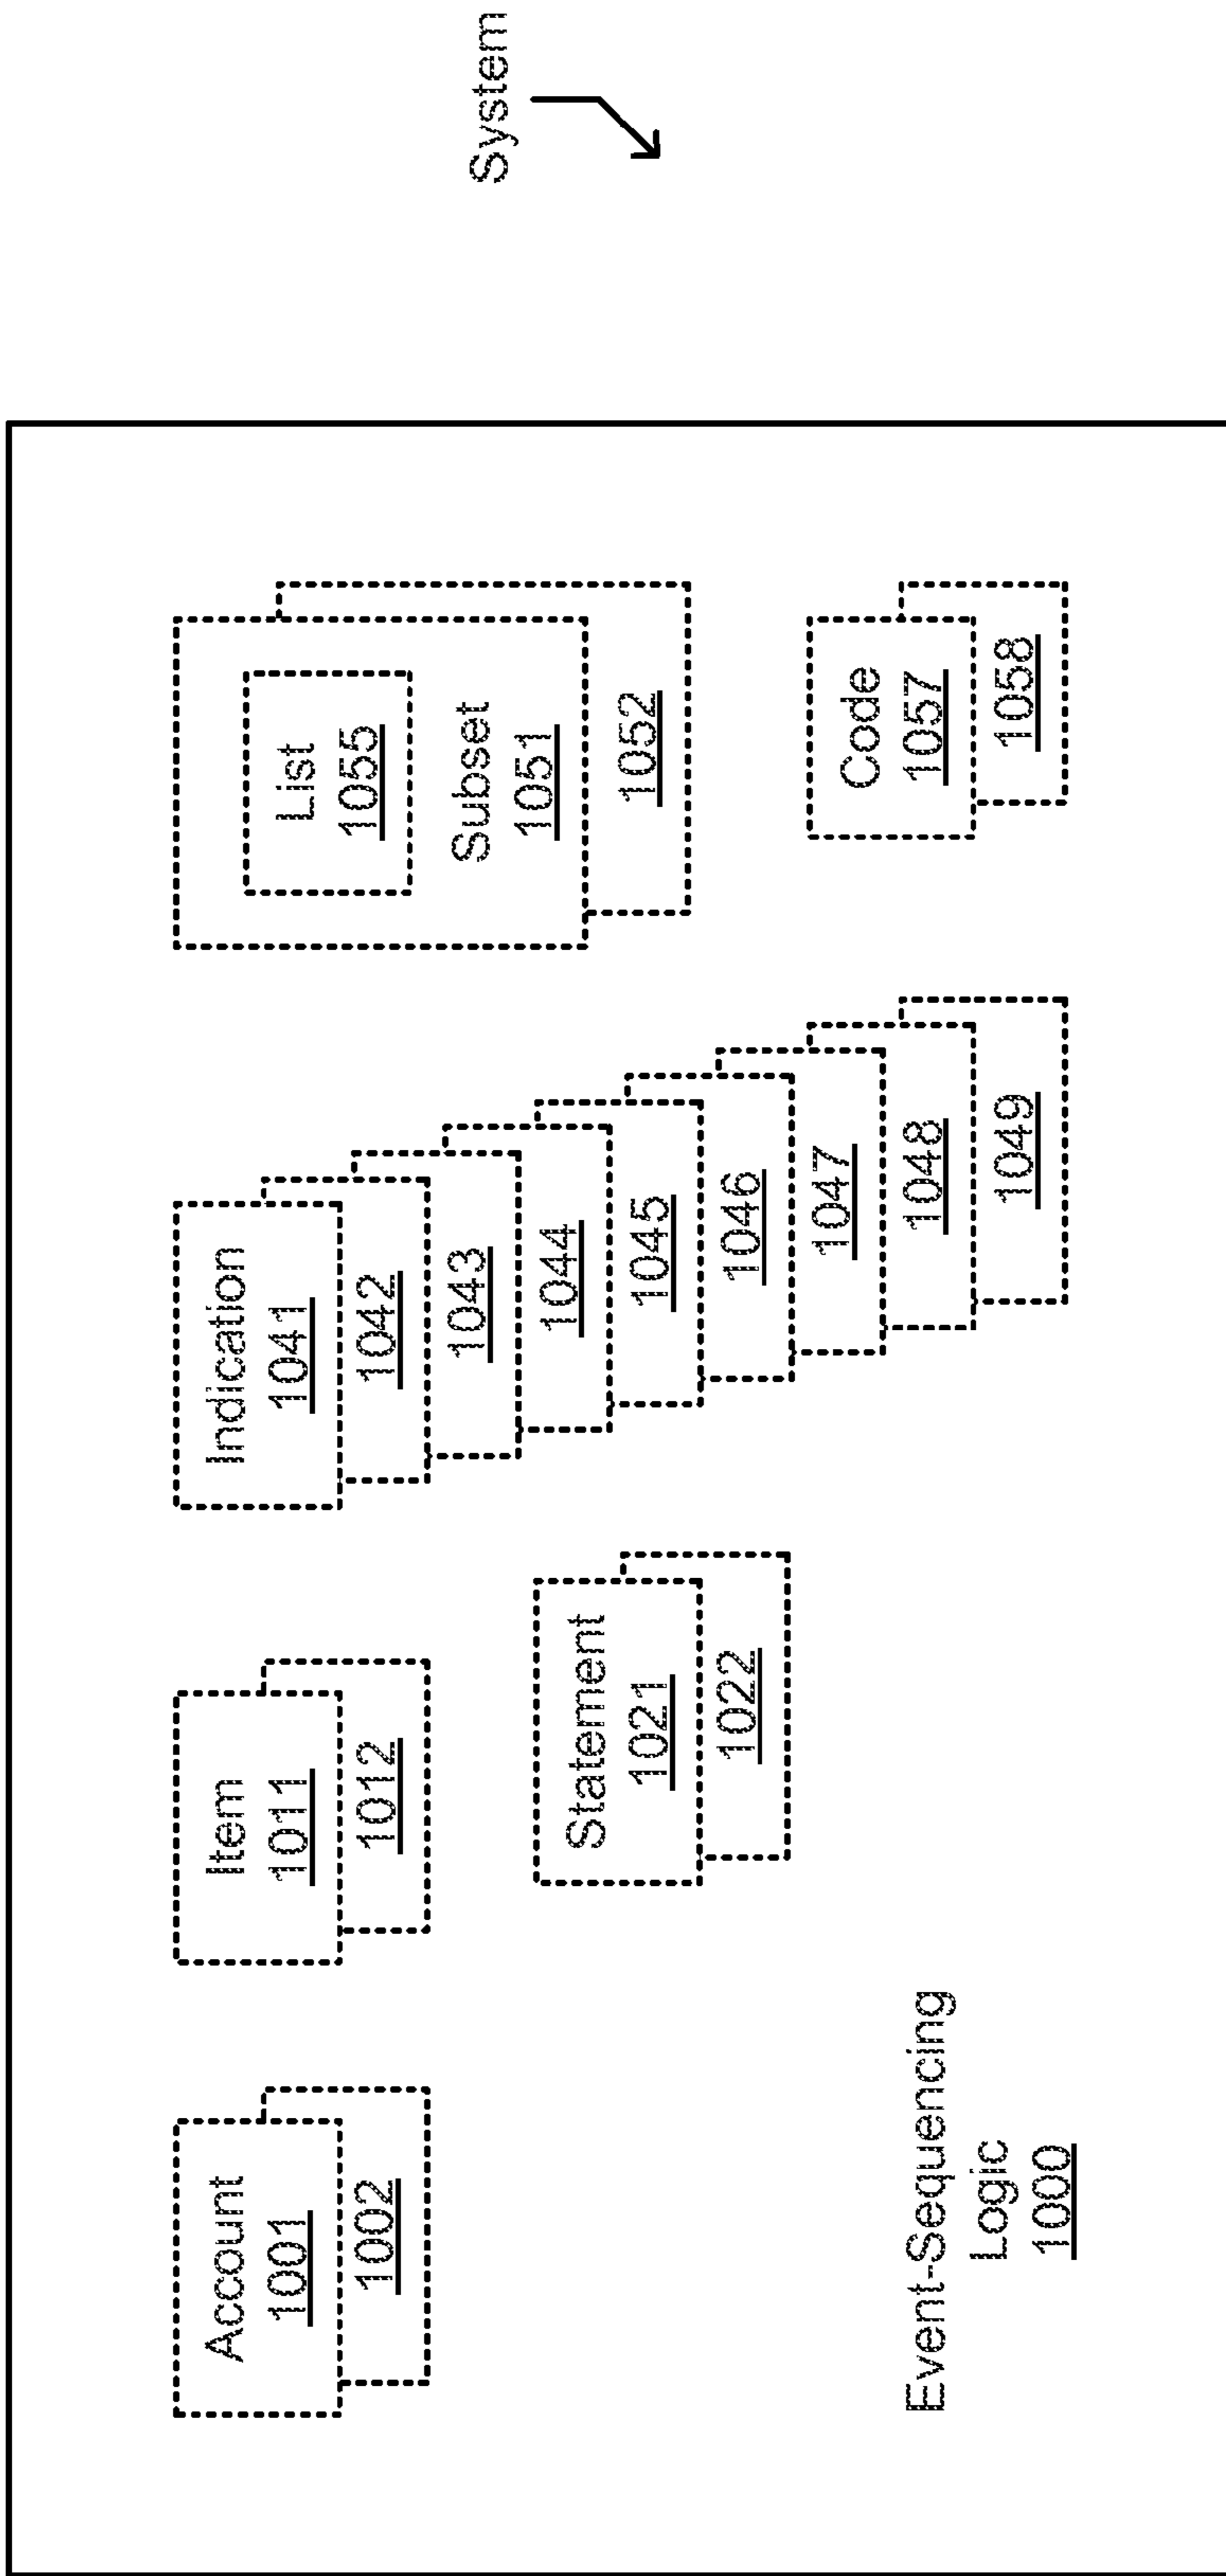 System
Account
1001
1002
Item
1011
1012
Indication
1041
1042
1043
1044
1045
1046
1047
1048
1049
List
1055
Subset
1051
1052
Statement
1021
1022
Code
1057
1058
Event-Sequencing
Logic
1000